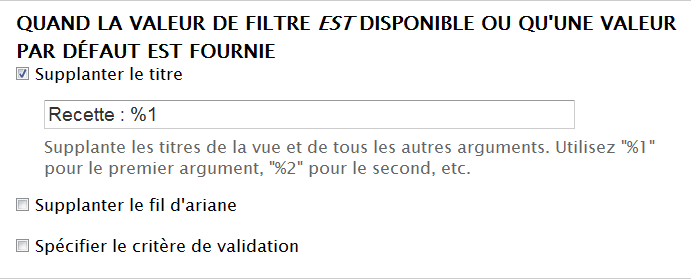 QUAND LA VALEUR DE FILTRE EST DISPONIBLE OU QU'UNE VALEUR
PAR DÉFAUT EST FOURNIE
Supplanter le titre
Recette : %1
Supplante les titres de la vue et de tous les autres arguments. Utilisez "%1"
pour le premier argument, "%2" pour le second, etc.
Supplanter le fil d'ariane
Spécifier le critère de validation